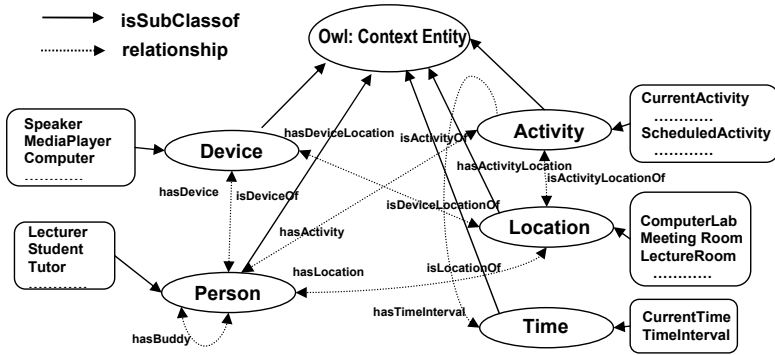 isSubClassof
relationship
Owl: Context Entity
Speaker
MediaPlayer
Computer
............
Device
hasDeviceLocation
isActivityOf
Activity
CurrentActivity
............
ScheduledActivity
............
hasActivityLocation
isActivityLocationOf
hasDevice
isDeviceOf
isDeviceLocationOf
Location
ComputerLab
Meeting Room
LectureRoom
............
Lecturer
Student
Tutor
............
hasActivity
hasLocation
isLocationOf
Person
hasTimeInterval
Time
CurrentTime
TimeInterval
hasBuddy